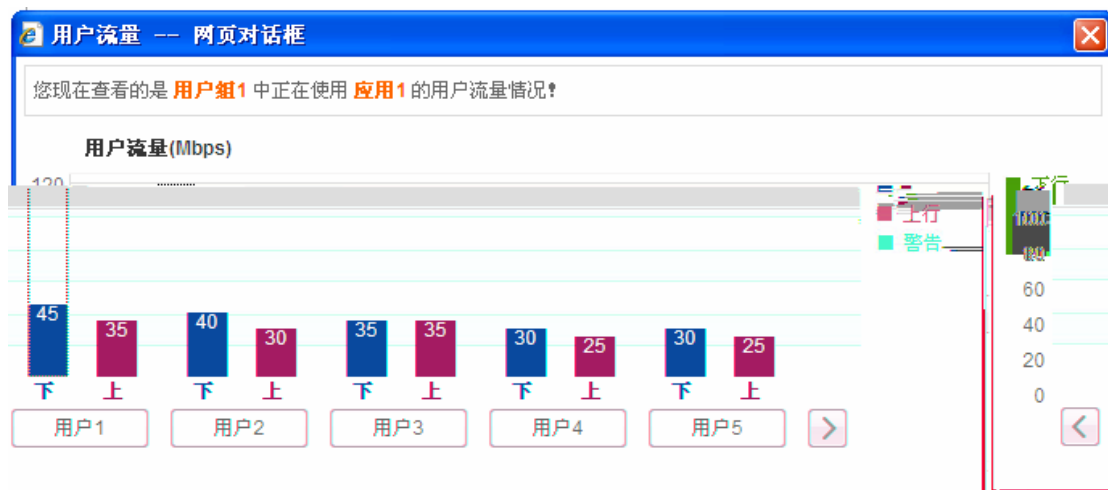 用户流量 -- 网页对话框
您现在查看的是 用户组1 中正在使用 应用1 的用户流量情况！
用户流量(Mbps)
120
下行
上行
警告
60
40
20
0
45 35 40 30 35 35 30 25 30 25
下 上 下 上 下 上 下 上 下 上
用户1 用户2 用户3 用户4 用户5